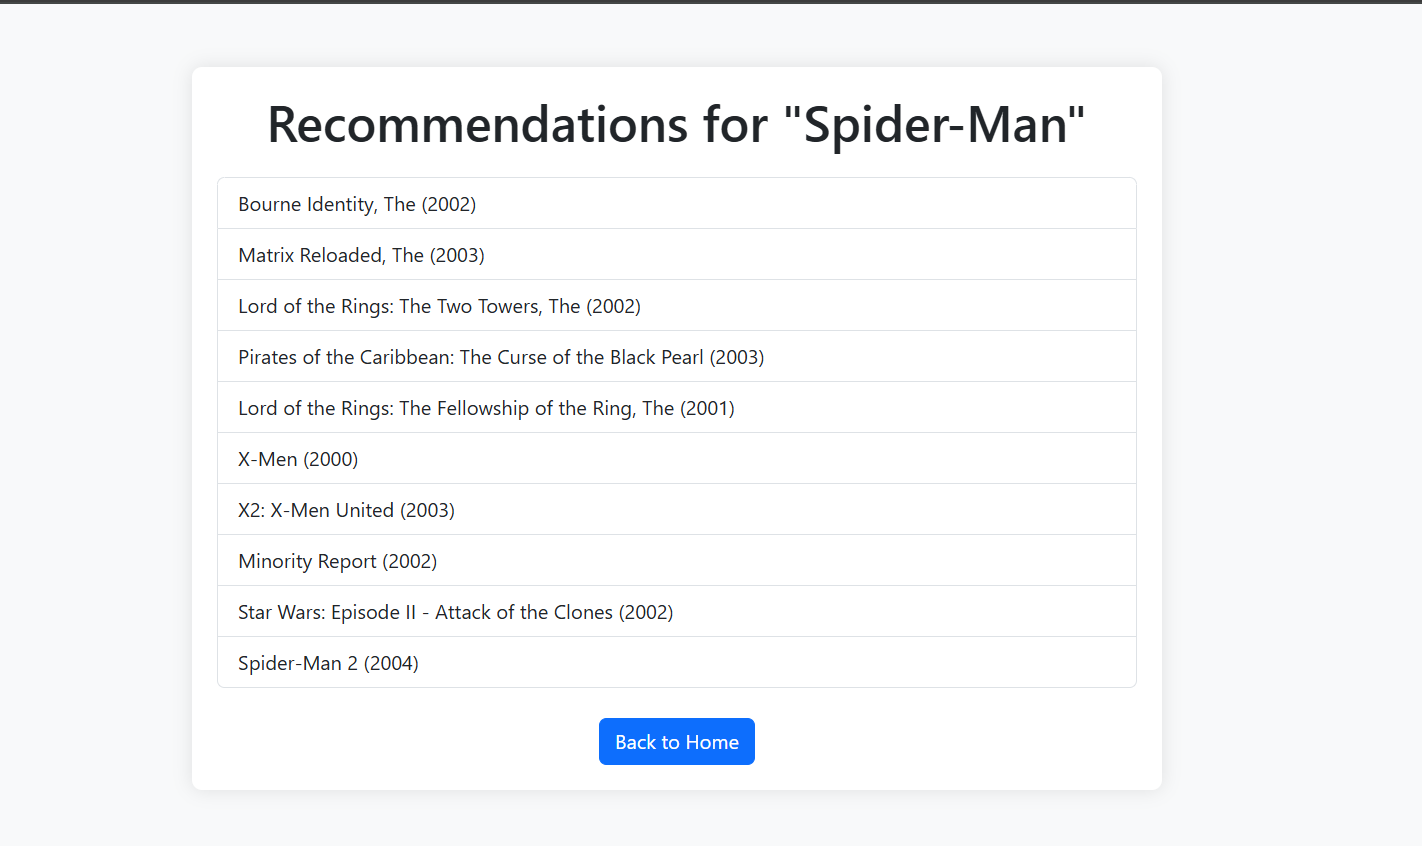 Recommendations for "Spider-Man"
Bourne Identity, The (2002)
Matrix Reloaded, The (2003)
Lord of the Rings: The Two Towers, The (2002)
Pirates of the Caribbean: The Curse of the Black Pearl (2003)
Lord of the Rings: The Fellowship of the Ring, The (2001)
X-Men (2000)
X2: X-Men United (2003)
Minority Report (2002)
Star Wars: Episode II - Attack of the Clones (2002)
Spider-Man 2 (2004)
Back to Home